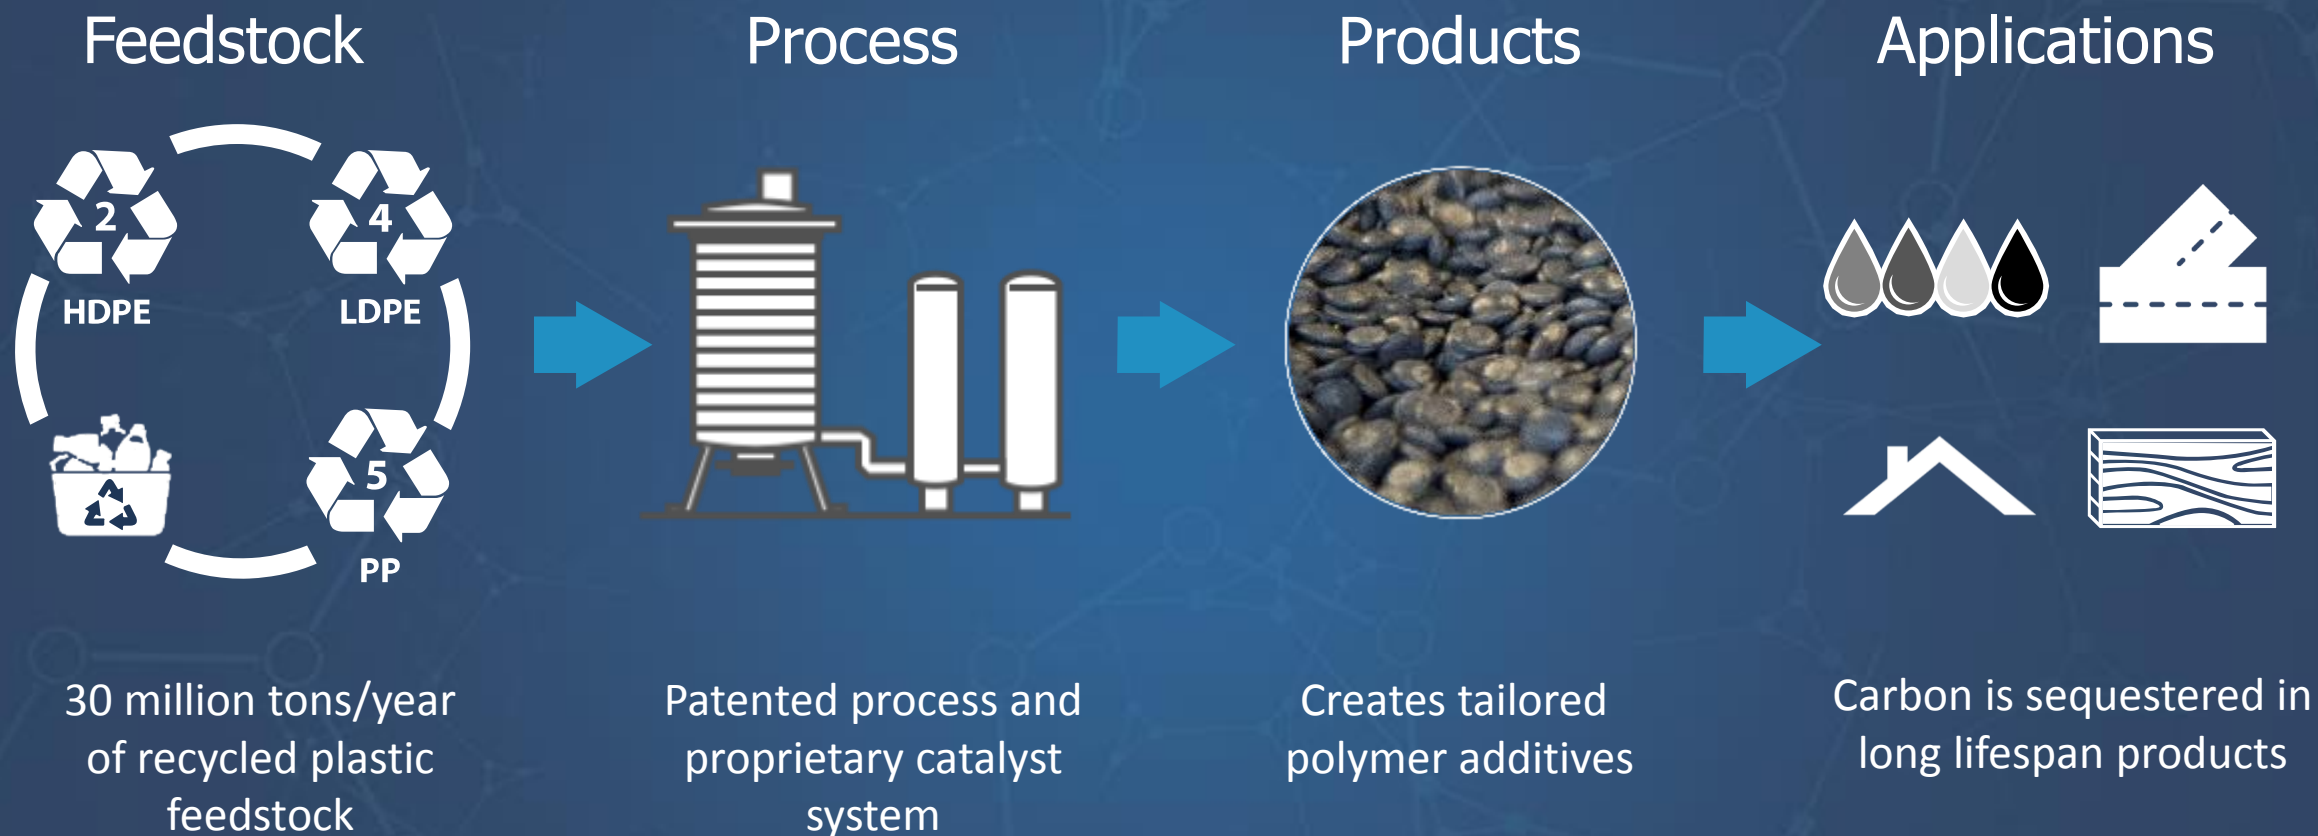 Feedstock
Process
Products
Applications
2
HDPE
4
LDPE
5
PP
30 million tons/year
of recycled plastic
feedstock
Patented process and
proprietary catalyst
system
Creates tailored
polymer additives
Carbon is sequestered in
long lifespan products